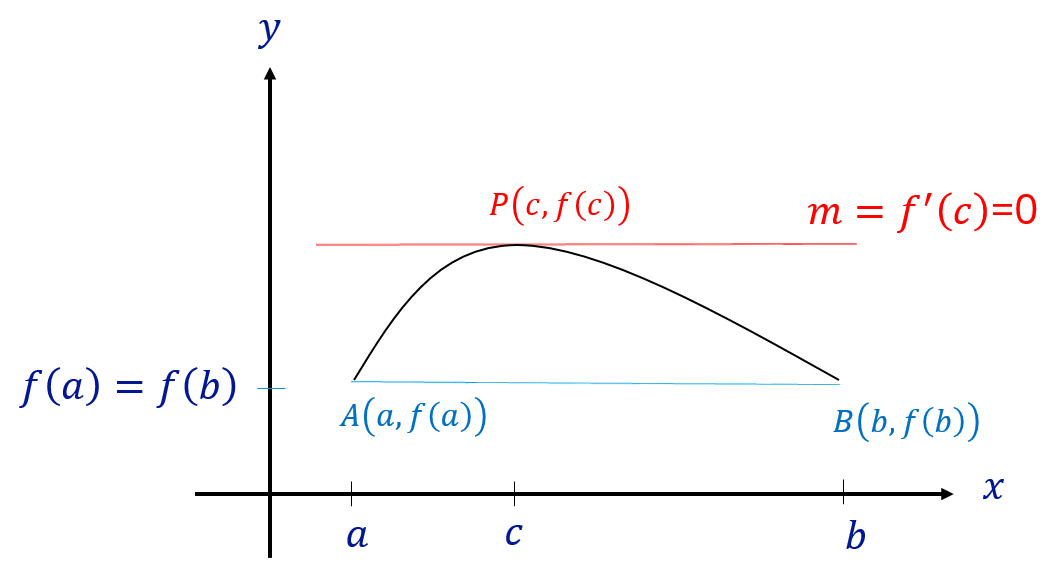 y
P(c, f(c))
m = f′(c)=0
f(a) = f(b)
A(a, f(a))
B(b, f(b))
x
a
c
b